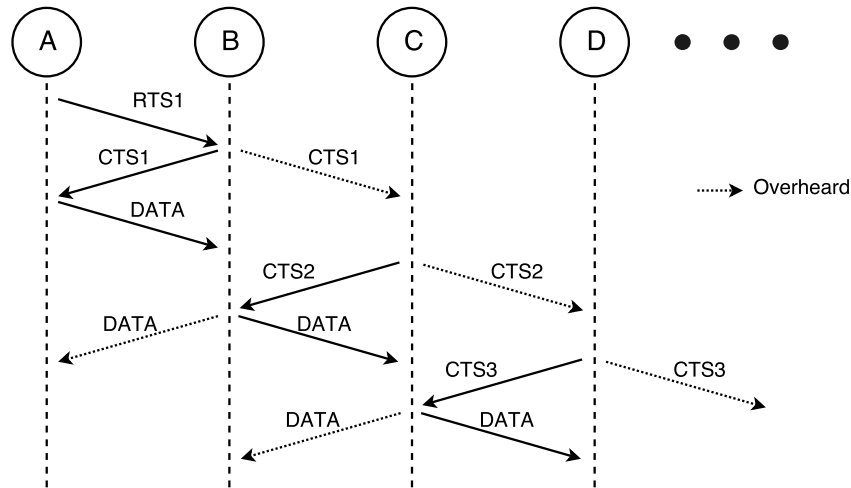 A
B
C
D
RTS1
CTS1
CTS1
DATA
Overheard
CTS2
CTS2
DATA
DATA
CTS3
CTS3
DATA
DATA